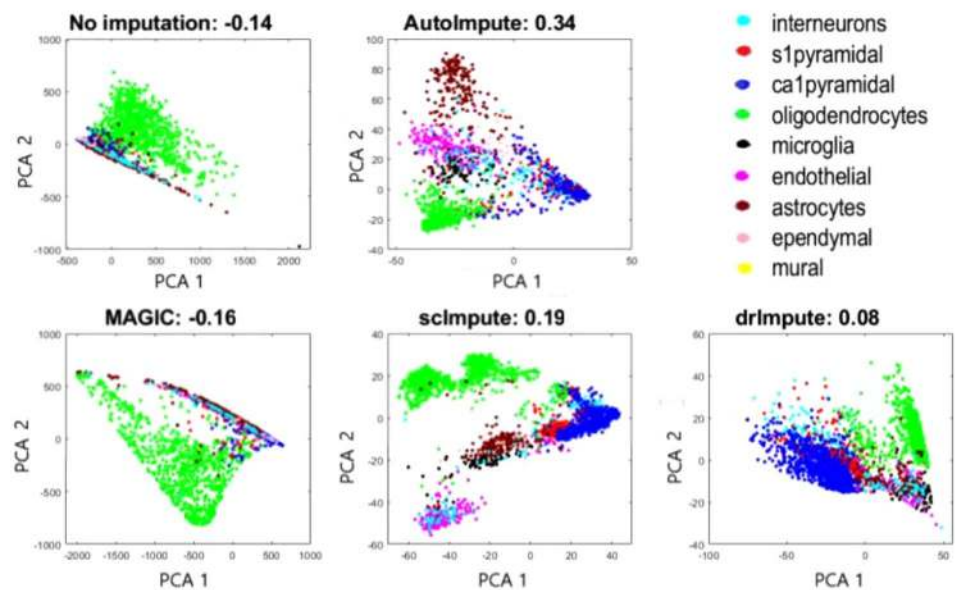 No imputation: -0.14
1000
500
0
-500
-1000
-500 0 500 1000 1500 2000
PCA 2
PCA 1
AutoImpute: 0.34
100
80
60
40
20
0
-20
-40
-50 0 50
PCA 2
PCA 1
interneurons
s1pyramidal
ca1pyramidal
oligodendrocytes
microglia
endothelial
astrocytes
ependymal
mural
MAGIC: -0.16
1000
500
0
-500
-1000
-2000 -1500 -1000 -500 0 500 1000
PCA 2
PCA 1
scImpute: 0.19
40
20
0
-20
-40
-60
-60 -40 -20 0 20 40
PCA 2
PCA 1
drImpute: 0.08
60
40
20
0
-20
-40
-100 -50 0 50
PCA 2
PCA 1